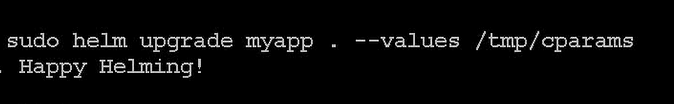 sudo helm upgrade myapp . --values /tmp/cparams
. Happy Helming!